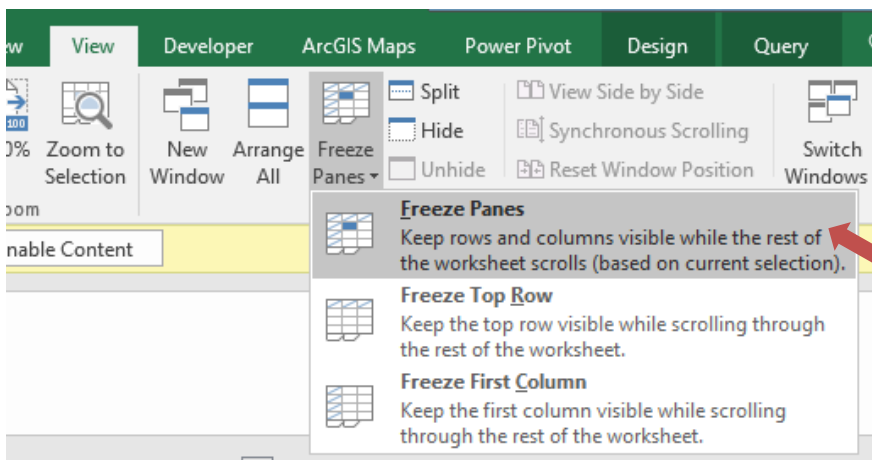 ew View Developer ArcGIS Maps Power Pivot Design Query
Split View Side by Side
100 Hide Synchronous Scrolling
0% Zoom to New Arrange Freeze Switch
Selection Window All Panes Unhide Reset Window Position Windows
oom
Freeze Panes
Keep rows and columns visible while the rest of
nable Content
the worksheet scrolls (based on current selection).
Freeze Top Row
Keep the top row visible while scrolling through
the rest of the worksheet.
Freeze First Column
Keep the first column visible while scrolling
through the rest of the worksheet.